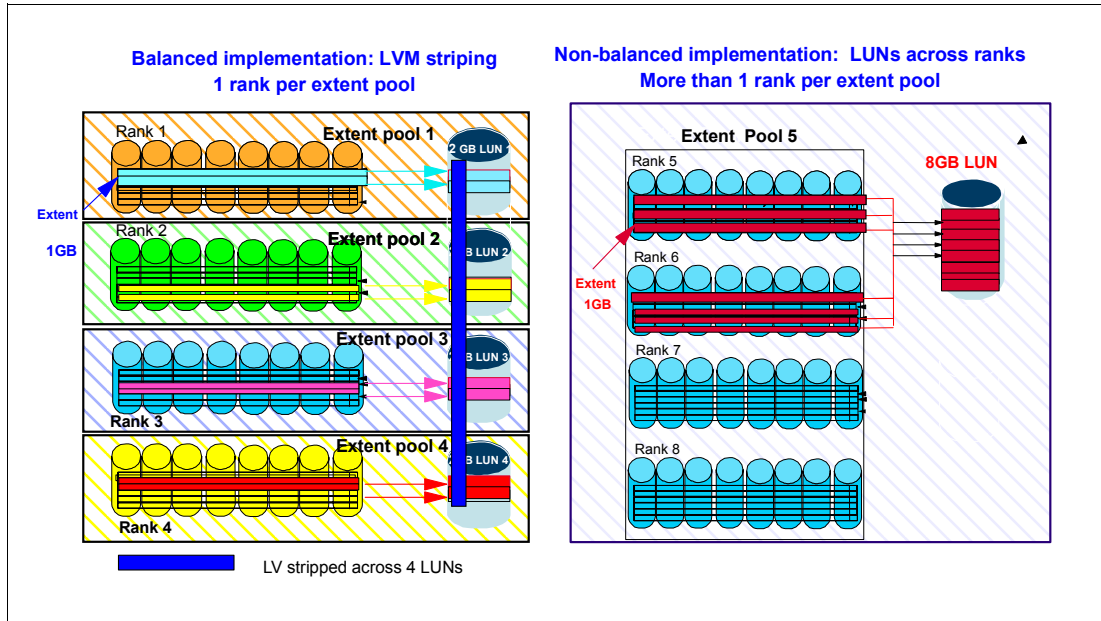 Balanced implementation: LVM striping
1 rank per extent pool
Non-balanced implementation: LUNs across ranks
More than 1 rank per extent pool
Rank 1
Extent pool 1
2 GB LUN 1
Extent
1GB
Rank 2
Extent pool 2
GB LUN 2
Extent pool 3
GB LUN 3
Rank 3
Extent pool 4
GB LUN 4
Rank 4
LV stripped across 4 LUNs
Extent Pool 5
Rank 5
8GB LUN
Rank 6
Extent
1GB
Rank 7
Rank 8